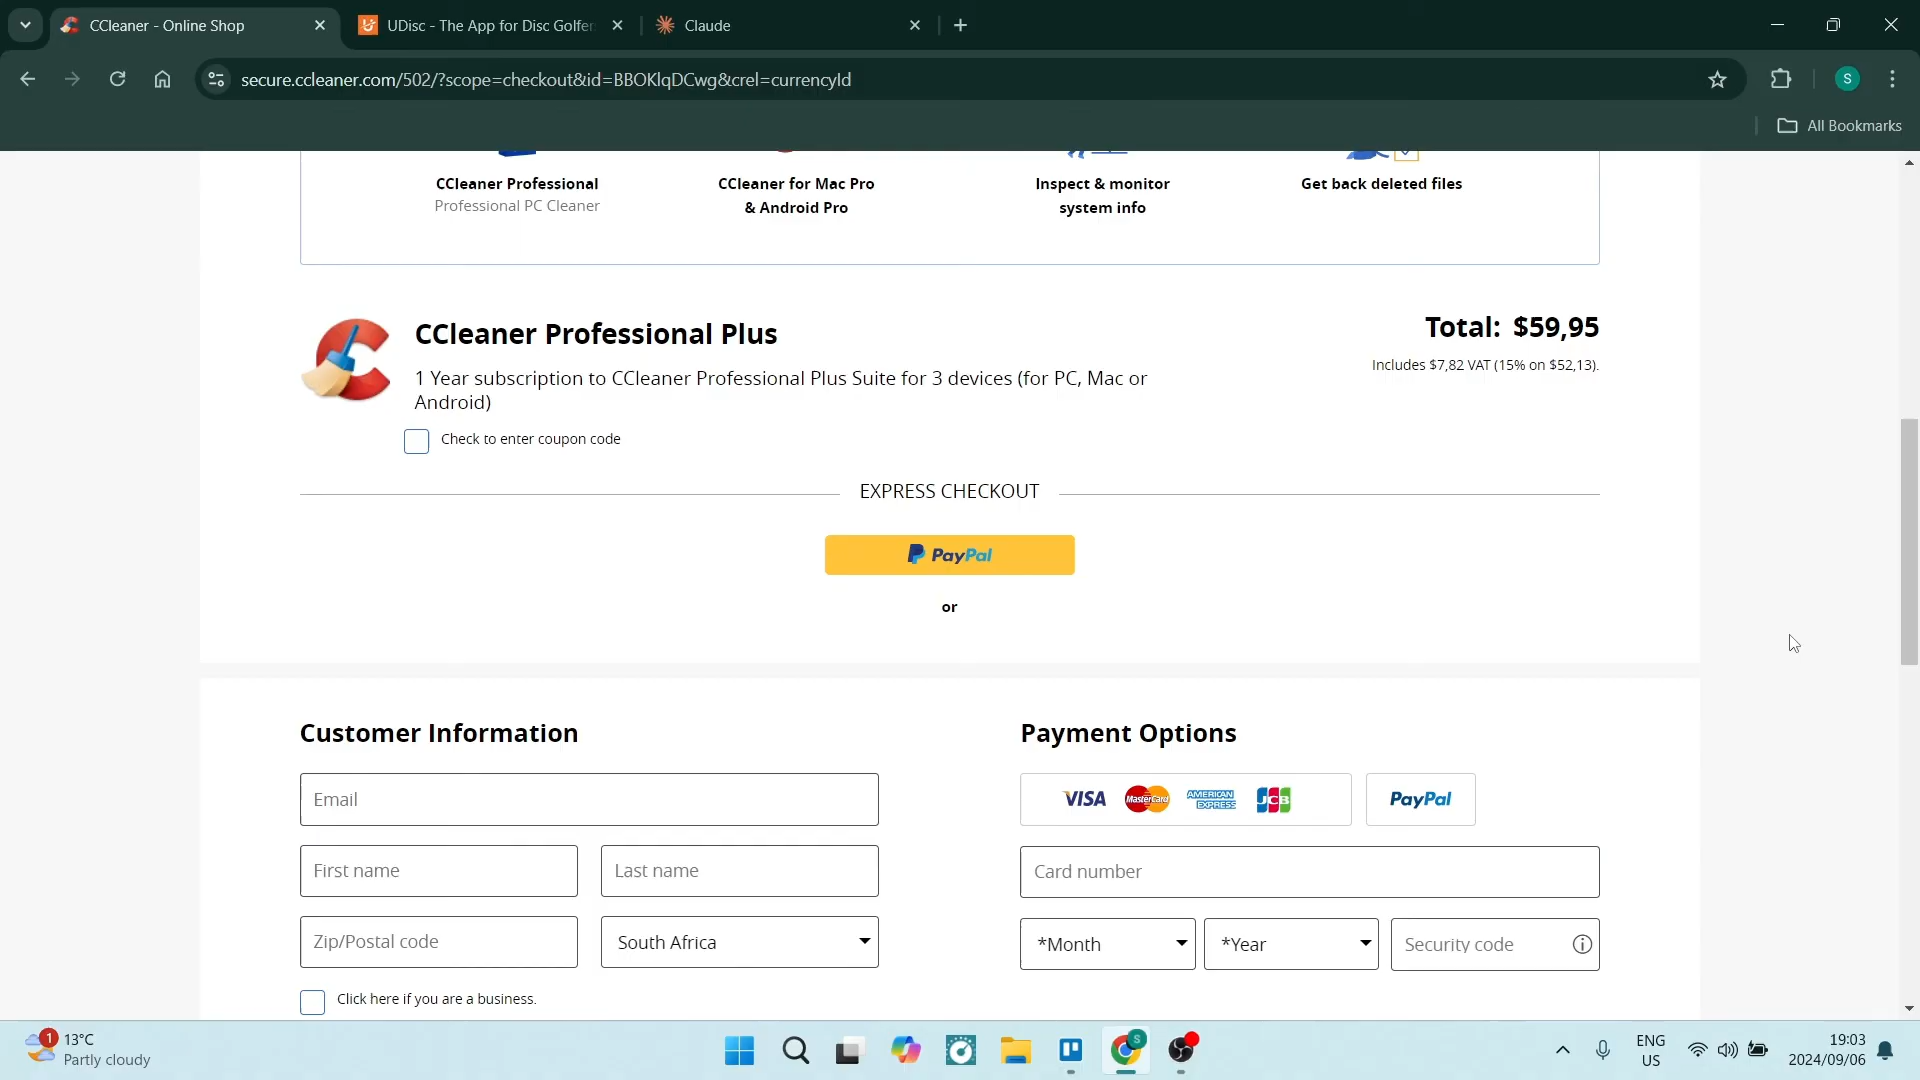 CCleaner - Online Shop
UDisc - The App for Disc Golfer
Claude
secure.ccleaner.com/502/?scope=checkout&id=BBOKlqDCwg&crel=currencyId
S
All Bookmarks
CCleaner Professional
Professional PC Cleaner
CCleaner for Mac Pro
& Android Pro
Inspect & monitor
system info
Get back deleted files
CCleaner Professional Plus
Total: $59,95
Includes $7,82 VAT (15% on $52,13).
1 Year subscription to CCleaner Professional Plus Suite for 3 devices (for PC, Mac or
Android)
Check to enter coupon code
EXPRESS CHECKOUT
PayPal
or
Customer Information
Payment Options
Email
VISA MasterCard AMERICAN EXPRESS JCB PayPal
First name
Last name
Card number
Zip/Postal code
South Africa
*Month
*Year
Security code
Click here if you are a business.
1
13°C
Partly cloudy
S
ENG
US
19:03
2024/09/06